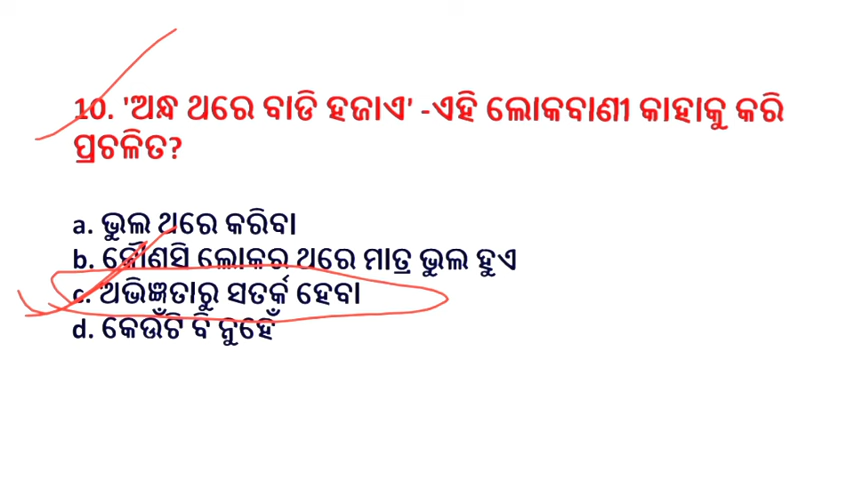 10. 'ଅନ୍ଧ ଥରେ ବାଡି ହଜାଏ' -ଏହି ଲୋକବାଣୀ କାହାକୁ କରି
ପ୍ରଚଳିତ?
a. ଭୁଲ ଥରେ କରିବା
b. କୌଣସି ଲୋକର ଥରେ ମାତ୍ର ଭୁଲ ହୁଏ
c. ଅଭିଜ୍ଞତାରୁ ସତର୍କ ହେବା
d. କେଉଁଟି ବି ନୁହେଁ